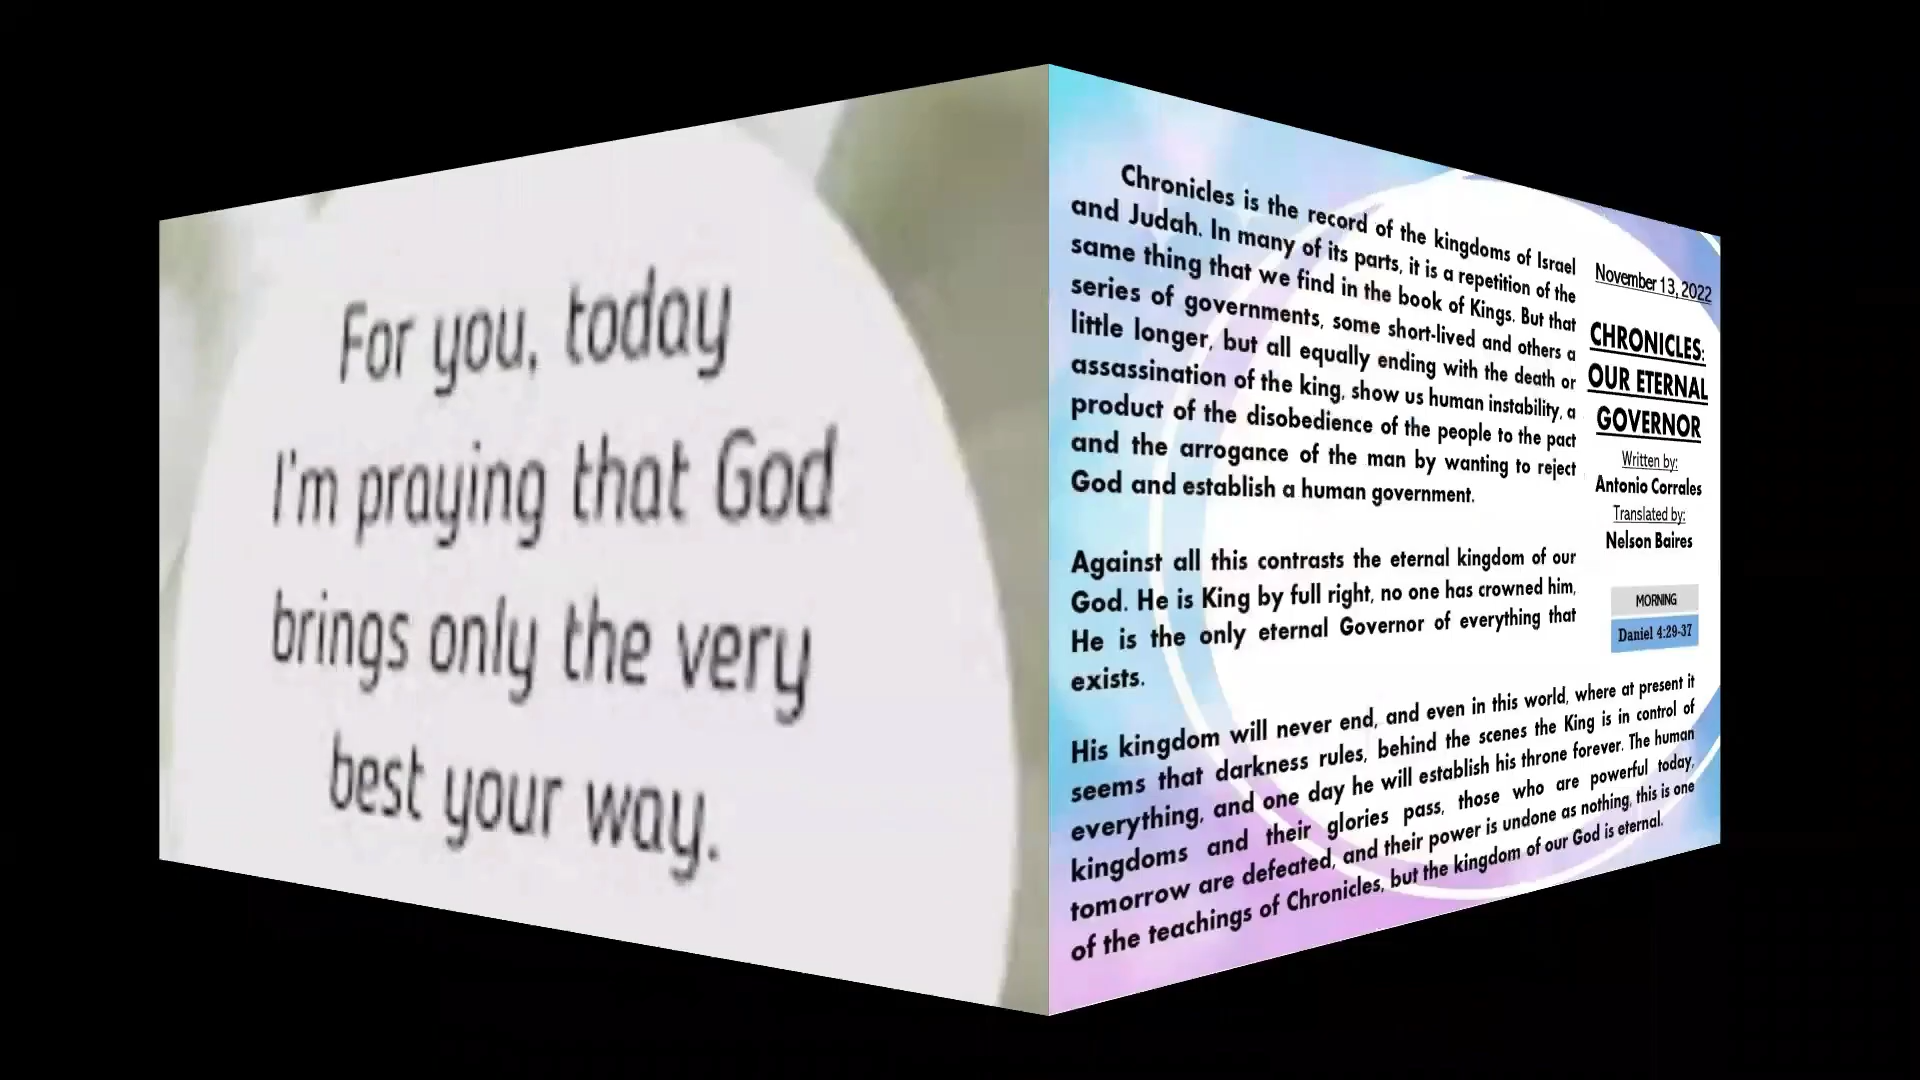 For you, today
I'm praying that God
brings only the very
best your way.
Chronicles is the record of the kingdoms of Israel
and Judah. In many of its parts, it is a repetition of the
same thing that we find in the book of Kings. But that
series of governments, some short-lived and others a
little longer, but all equally ending with the death or
assassination of the king, show us human instability, a
product of the disobedience of the people to the pact
and the arrogance of the man by wanting to reject
God and establish a human government.
Against all this contrasts the eternal kingdom of our
God. He is King by full right, no one has crowned him,
He is the only eternal Governor of everything that
exists.
November 13, 2022
CHRONICLES:
OUR ETERNAL
GOVERNOR
Written by:
Antonio Corrales
Translated by:
Nelson Baires
MORNING
Daniel 4:29-37
His kingdom will never end, and even in this world, where at present it
seems that darkness rules, behind the scenes the King is in control of
everything, and one day he will establish his throne forever. The human
kingdoms and their glories pass, those who are powerful today,
tomorrow are defeated, and their power is undone as nothing, this is one
of the teachings of Chronicles, but the kingdom of our God is eternal.